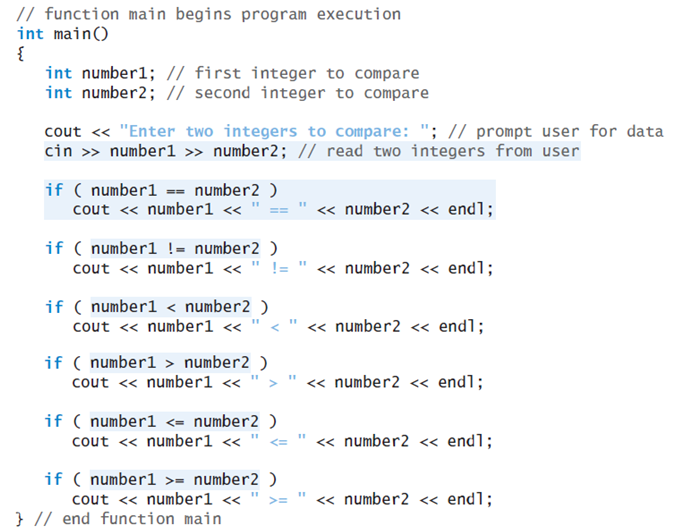 // function main begins program execution
int main()
{
int number1; // first integer to compare
int number2; // second integer to compare
cout << "Enter two integers to compare: "; // prompt user for data
cin >> number1 >> number2; // read two integers from user
if ( number1 == number2 )
cout << number1 << " == " << number2 << endl;
if ( number1 != number2 )
cout << number1 << " != " << number2 << endl;
if ( number1 < number2 )
cout << number1 << " < " << number2 << endl;
if ( number1 > number2 )
cout << number1 << " > " << number2 << endl;
if ( number1 <= number2 )
cout << number1 << " <= " << number2 << endl;
if ( number1 >= number2 )
cout << number1 << " >= " << number2 << endl;
} // end function main